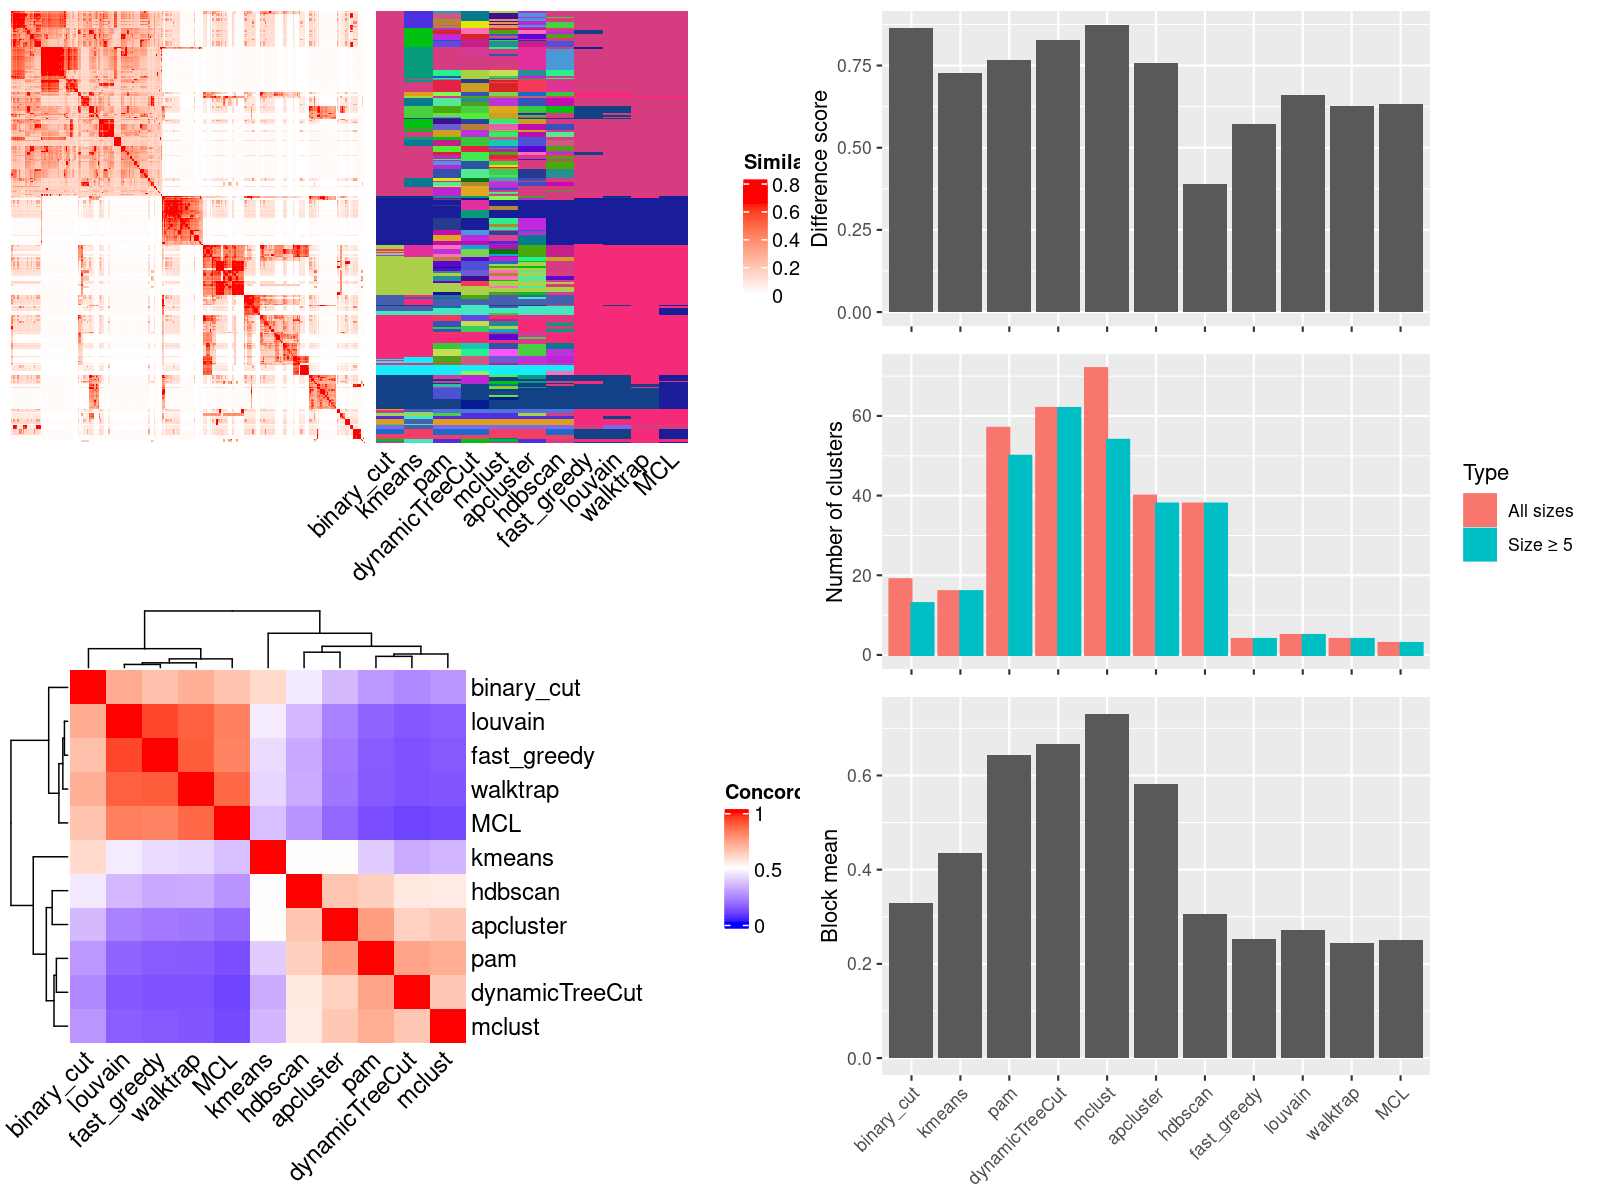 Simila
0.8
0.6
0.4
0.2
0
binary_cut
kmeans
pam
dynamicTreeCut
mclust
apcluster
hdbscan
fast_greedy
louvain
walktrap
MCL
Difference score
0.75
0.50
0.25
0.00
Number of clusters
60
40
20
0
Type
All sizes
Size ≥ 5
binary_cut
louvain
fast_greedy
walktrap
MCL
kmeans
hdbscan
apcluster
pam
dynamicTreeCut
mclust
binary_cut
louvain
fast_greedy
walktrap
MCL
kmeans
hdbscan
apcluster
pam
dynamicTreeCut
mclust
Concord
1
0.5
0
Block mean
0.6
0.4
0.2
0.0
binary_cut
kmeans
pam
dynamicTreeCut
mclust
apcluster
hdbscan
fast_greedy
louvain
walktrap
MCL